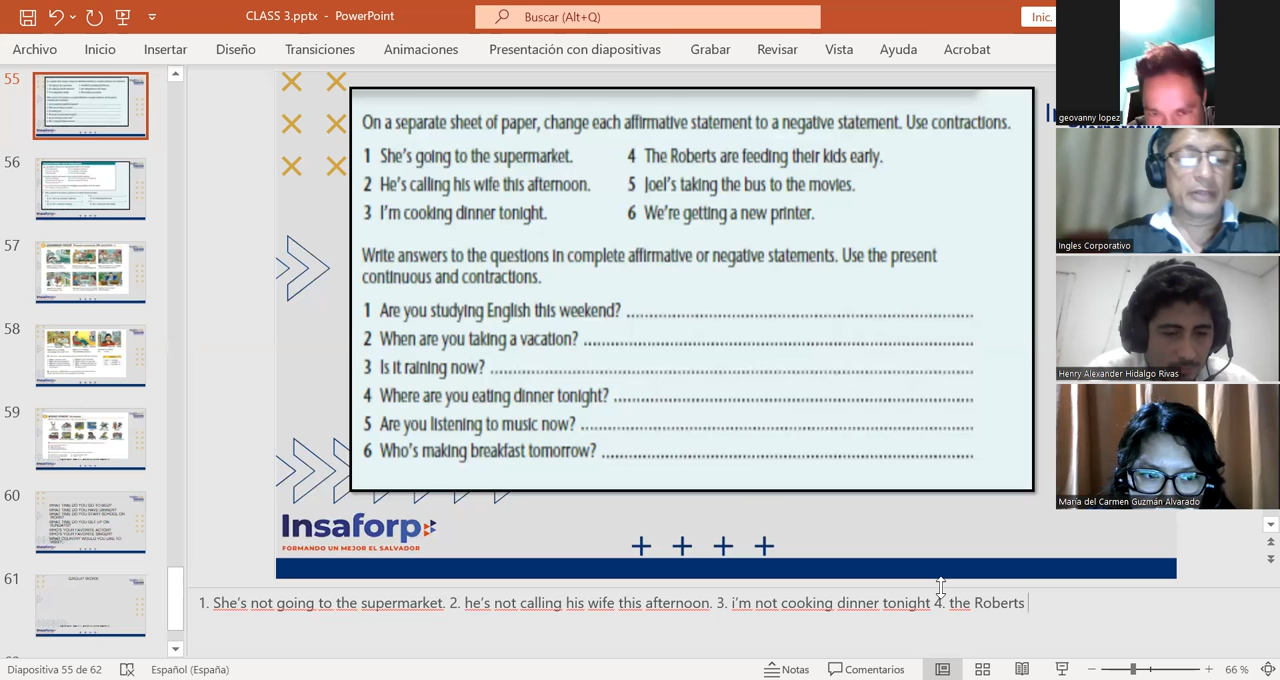 CLASS 3.pptx - PowerPoint
Buscar (Alt+Q)
Inic.
Archivo Inicio Insertar Diseño Transiciones Animaciones Presentación con diapositivas Grabar Revisar Vista Ayuda Acrobat
55
56
57
58
59
60
61
On a separate sheet of paper, change each affirmative statement to a negative statement. Use contractions.
1 She's going to the supermarket.
2 He's calling his wife this afternoon.
3 I'm cooking dinner tonight.
4 The Roberts are feeding their kids early.
5 Joel's taking the bus to the movies.
6 We're getting a new printer.
Write answers to the questions in complete affirmative or negative statements. Use the present
continuous and contractions.
1 Are you studying English this weekend?
2 When are you taking a vacation?
3 Is it raining now?
4 Where are you eating dinner tonight?
5 Are you listening to music now?
6 Who's making breakfast tomorrow?
Insaforp
FORMANDO UN MEJOR EL SALVADOR
geovanny lopez
Ingles Corporativo
Henry Alexander Hidalgo Rivas
María del Carmen Guzmán Alvarado
1. She's not going to the supermarket. 2. he's not calling his wife this afternoon. 3. i'm not cooking dinner tonight 4. the Roberts
Diapositiva 55 de 62 Español (España) Notas Comentarios 66 %